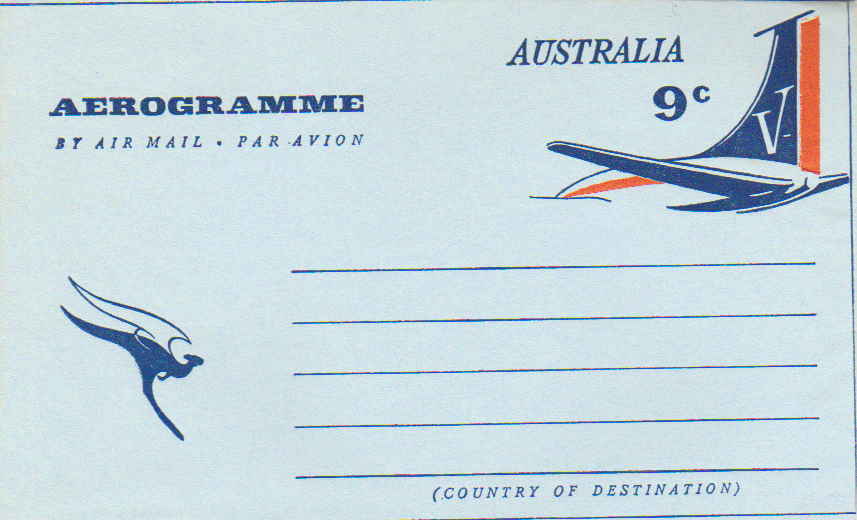 AUSTRALIA
9c
V
AEROGRAMME
BY AIR MAIL • PAR AVION
(COUNTRY OF DESTINATION)